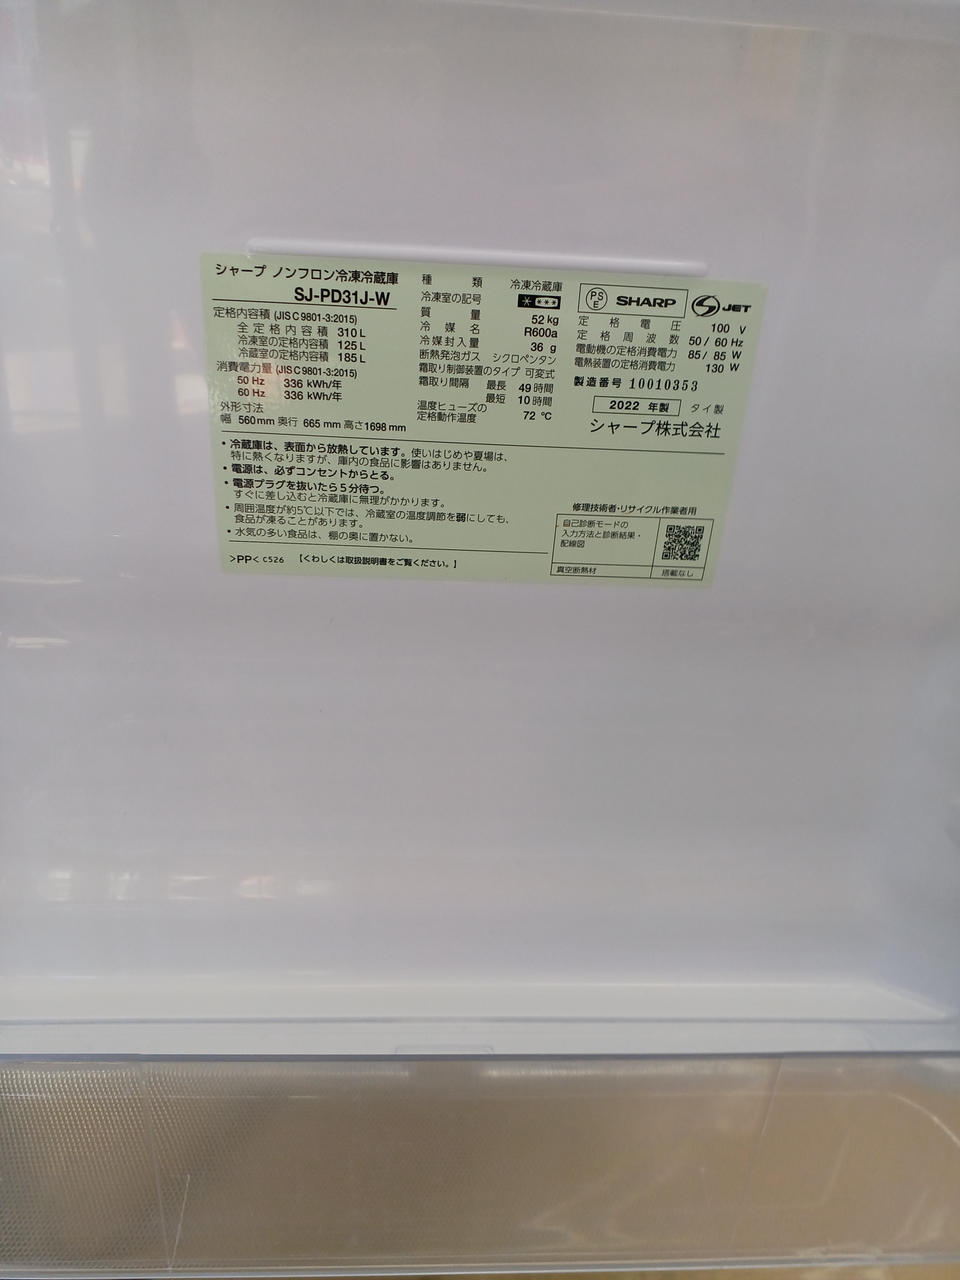 シャープ ノンフロン冷凍冷蔵庫
SJ-PD31J-W
定格内容積 (JIS C 9801-3:2015)
全定格内容積 310 L
冷凍室の定格内容積 125 L
冷蔵室の定格内容積 185 L
消費電力量 (JIS C 9801-3:2015)
50 Hz 336 kWh/年
60 Hz 336 kWh/年
外形寸法
幅 560 mm 奥行 665 mm 高さ 1698 mm
種類 冷凍冷蔵庫
冷凍室の記号
質量 52 kg
冷媒名 R600a
冷媒封入量 36 g
断熱発泡ガス シクロペンタン
霜取り制御装置のタイプ 可変式
霜取り間隔 最長 49 時間
最短 10 時間
温度ヒューズの
定格動作温度 72 ℃
PS
E
SHARP
S JET
定格電圧 100 V
定格周波数 50 / 60 Hz
電動機の定格消費電力 85 / 85 W
電熱装置の定格消費電力 130 W
製造番号 10010353
2022 年製 タイ製
シャープ株式会社
・冷蔵庫は、表面から放熱しています。使いはじめや夏場は、
特に熱くなりますが、庫内の食品に影響はありません。
・電源は、必ずコンセントからとる。
・電源プラグを抜いたら5分待つ。
すぐに差し込むと冷蔵庫に無理がかかります。
・周囲温度が約5℃以下では、冷蔵室の温度調節を弱にしても、
食品が凍ることがあります。
・水気の多い食品は、棚の奥に置かない。
>PP< C526 【くわしくは取扱説明書をご覧ください。】
修理技術者・リサイクル作業者用
自己診断モードの
入力方法と診断結果・
配線図
真空断熱材 搭載なし